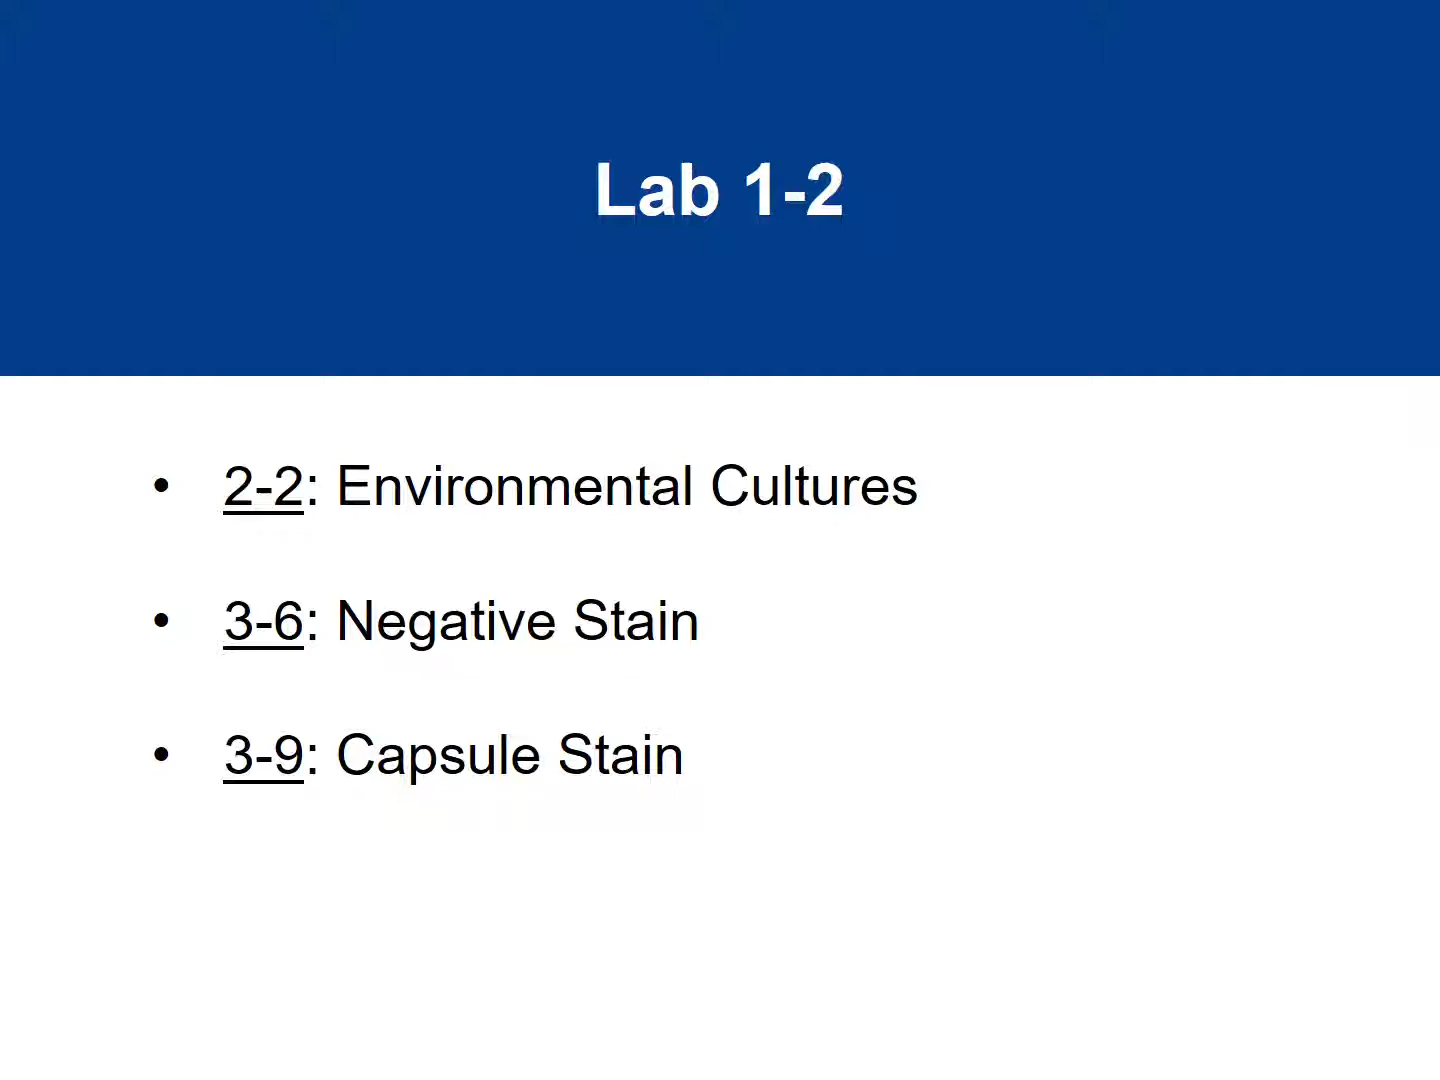 Lab 1-2
• 2-2: Environmental Cultures
• 3-6: Negative Stain
• 3-9: Capsule Stain